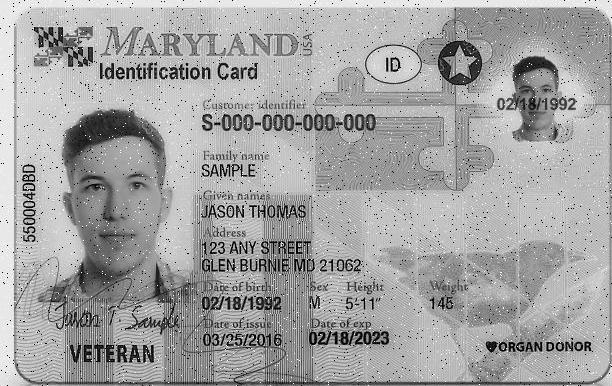 MARYLAND USA
Identification Card
ID
02/18/1992
Customer identifier
S-000-000-000-000
Family name
SAMPLE
Given names
JASON THOMAS
Address
123 ANY STREET
GLEN BURNIE MD 21062
Date of birth Sex Height Weight
02/18/1992 M 5'-11" 145
Date of issue Date of exp
03/25/2016 02/18/2023
550004DBD
Jason T Sample
VETERAN
ORGAN DONOR